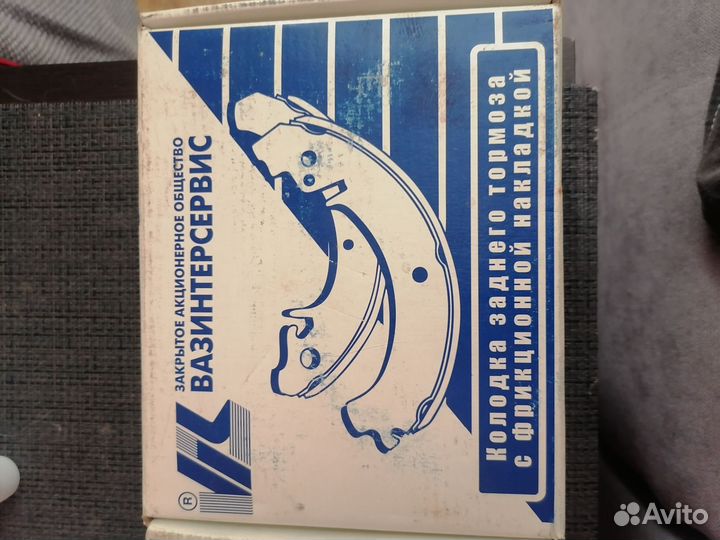 ЗАКРЫТОЕ АКЦИОНЕРНОЕ ОБЩЕСТВО
ВАЗИНТЕРСЕРВИС
®
Колодка заднего тормоза
с фрикционной накладкой
Avito